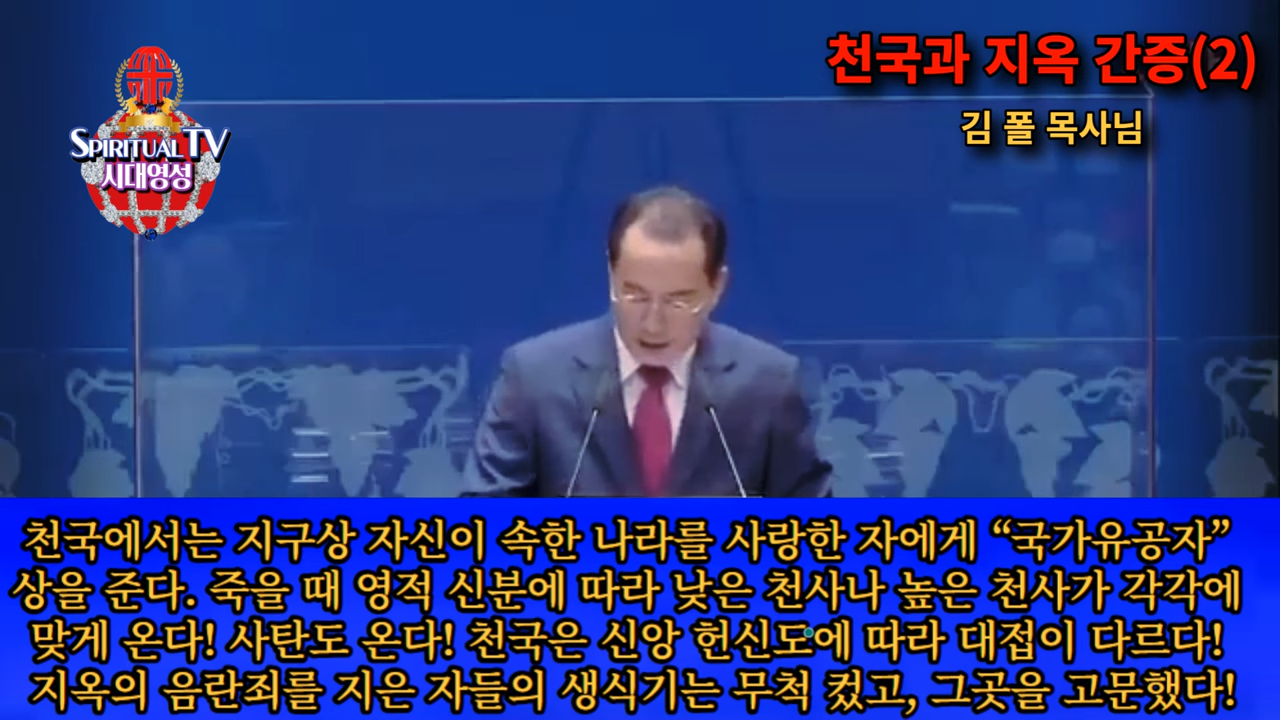 천국과 지옥 간증(2)
김 폴 목사님
SPIRITUAL TV
시대영성
천국에서는 지구상 자신이 속한 나라를 사랑한 자에게 “국가유공자”
상을 준다. 죽을 때 영적 신분에 따라 낮은 천사나 높은 천사가 각각에
맞게 온다! 사탄도 온다! 천국은 신앙 헌신도에 따라 대접이 다르다!
지옥의 음란죄를 지은 자들의 생식기는 무척 컸고, 그곳을 고문했다!